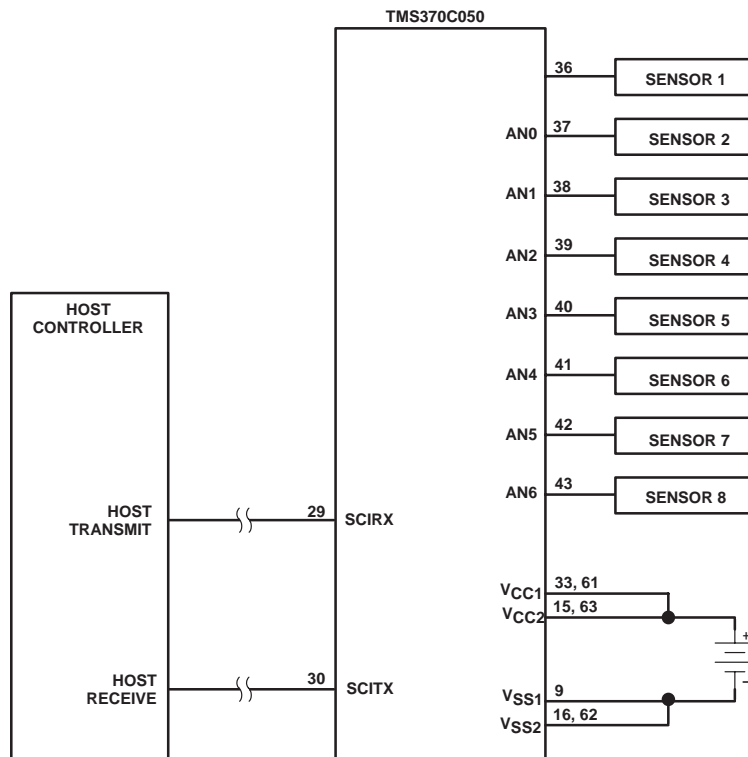 TMS370C050
36
SENSOR 1
AN0
37
SENSOR 2
AN1
38
SENSOR 3
AN2
39
SENSOR 4
HOST
CONTROLLER
AN3
40
SENSOR 5
AN4
41
SENSOR 6
AN5
42
SENSOR 7
AN6
43
SENSOR 8
HOST
TRANSMIT
29
SCIRX
VCC1
33, 61
VCC2
15, 63
+
–
HOST
RECEIVE
30
SCITX
VSS1
9
VSS2
16, 62